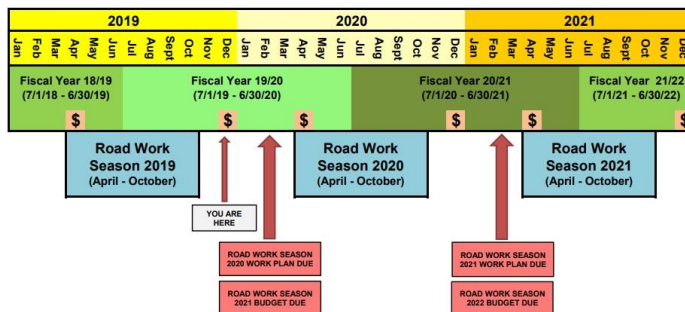 2019 2020 2021
Jan Feb Mar Apr May Jun Jul Aug Sept Oct Nov Dec Jan Feb Mar Apr May Jun Jul Aug Sept Oct Nov Dec Jan Feb Mar Apr May Jun Jul Aug Sept Oct Nov Dec
Fiscal Year 18/19
(7/1/18 - 6/30/19)
Fiscal Year 19/20
(7/1/19 - 6/30/20)
Fiscal Year 20/21
(7/1/20 - 6/30/21)
Fiscal Year 21/22
(7/1/21 - 6/30/22)
$ $ $ $ $ $
Road Work
Season 2019
(April - October)
Road Work
Season 2020
(April - October)
Road Work
Season 2021
(April - October)
YOU ARE
HERE
ROAD WORK SEASON
2020 WORK PLAN DUE
ROAD WORK SEASON
2021 BUDGET DUE
ROAD WORK SEASON
2021 WORK PLAN DUE
ROAD WORK SEASON
2022 BUDGET DUE